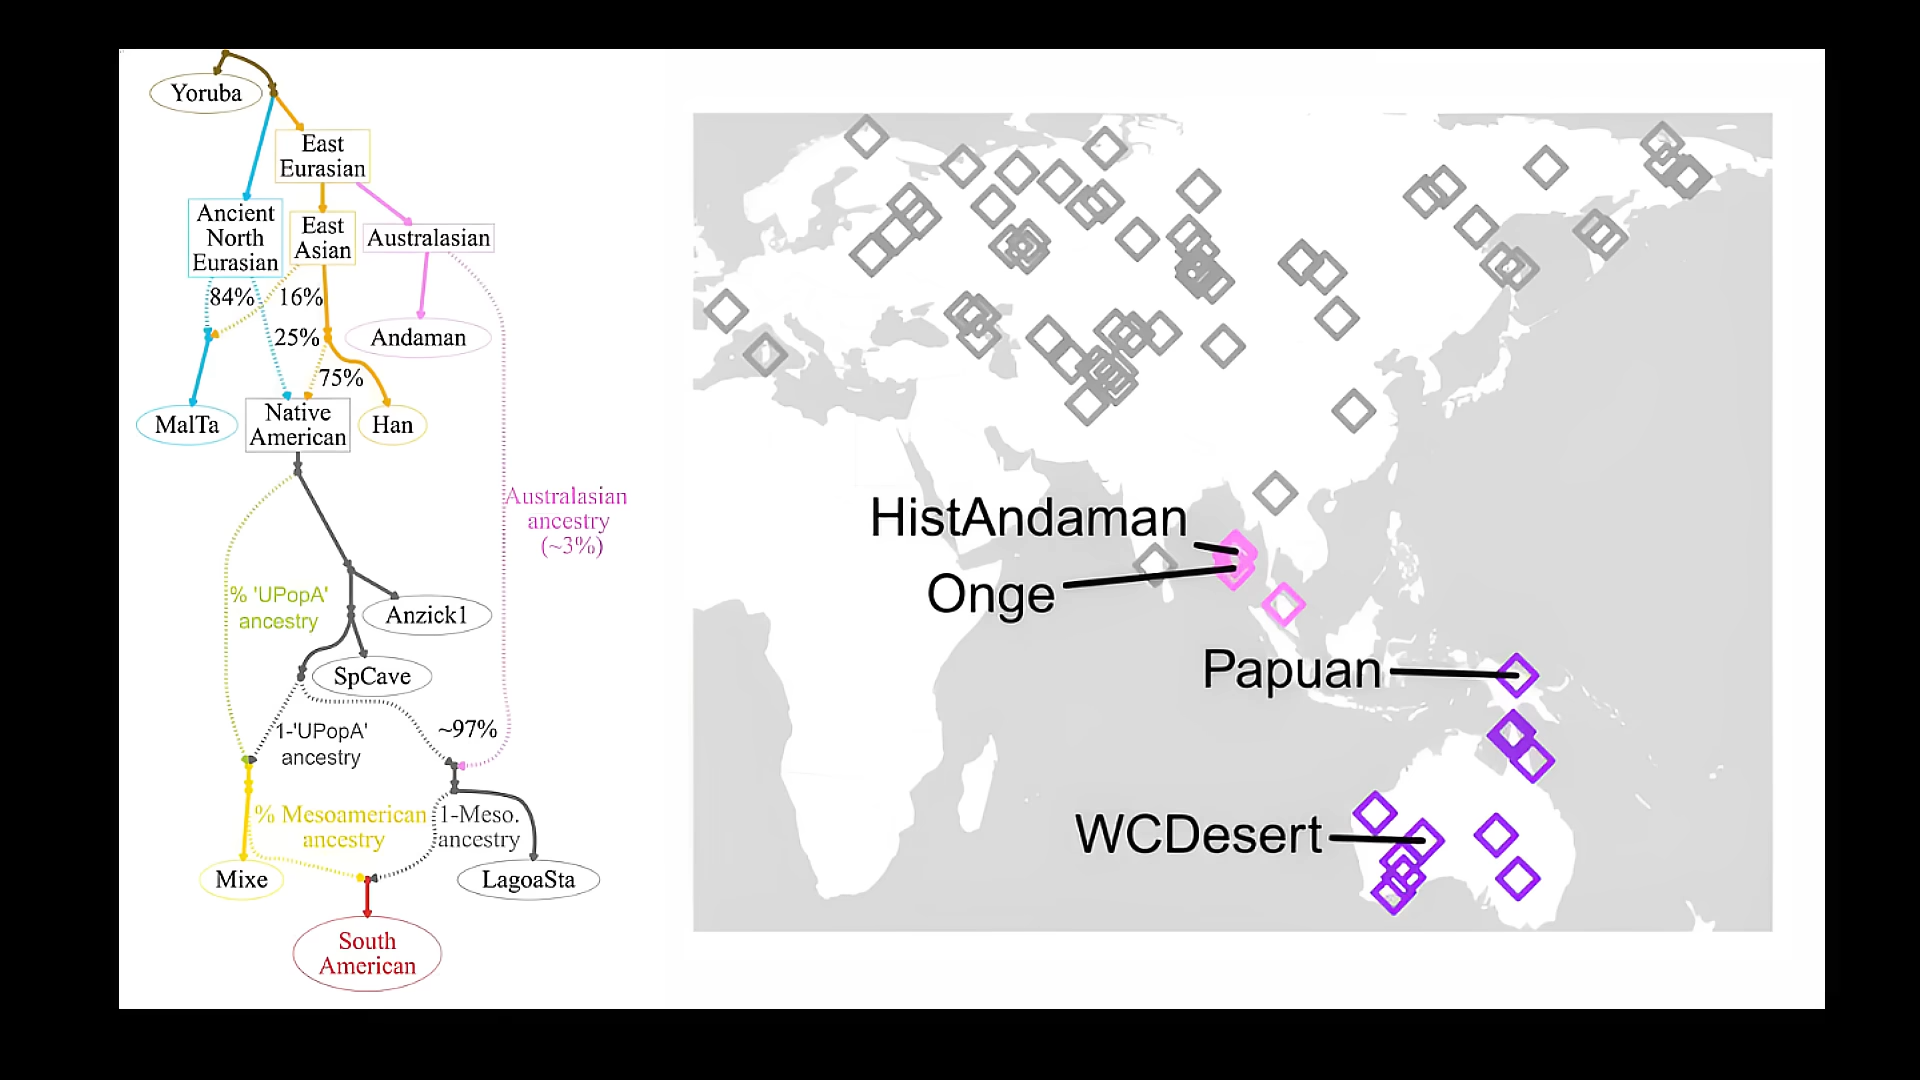 Yoruba
East
Eurasian
Ancient
North
Eurasian
East
Asian
Australasian
84%
16%
25%
Andaman
75%
MalTa
Native
American
Han
Australasian
ancestry
(~3%)
% 'UPopA'
ancestry
Anzick1
SpCave
1-'UPopA'
ancestry
~97%
% Mesoamerican
ancestry
1-Meso.
ancestry
Mixe
LagoaSta
South
American
HistAndaman
Onge
Papuan
WCDesert